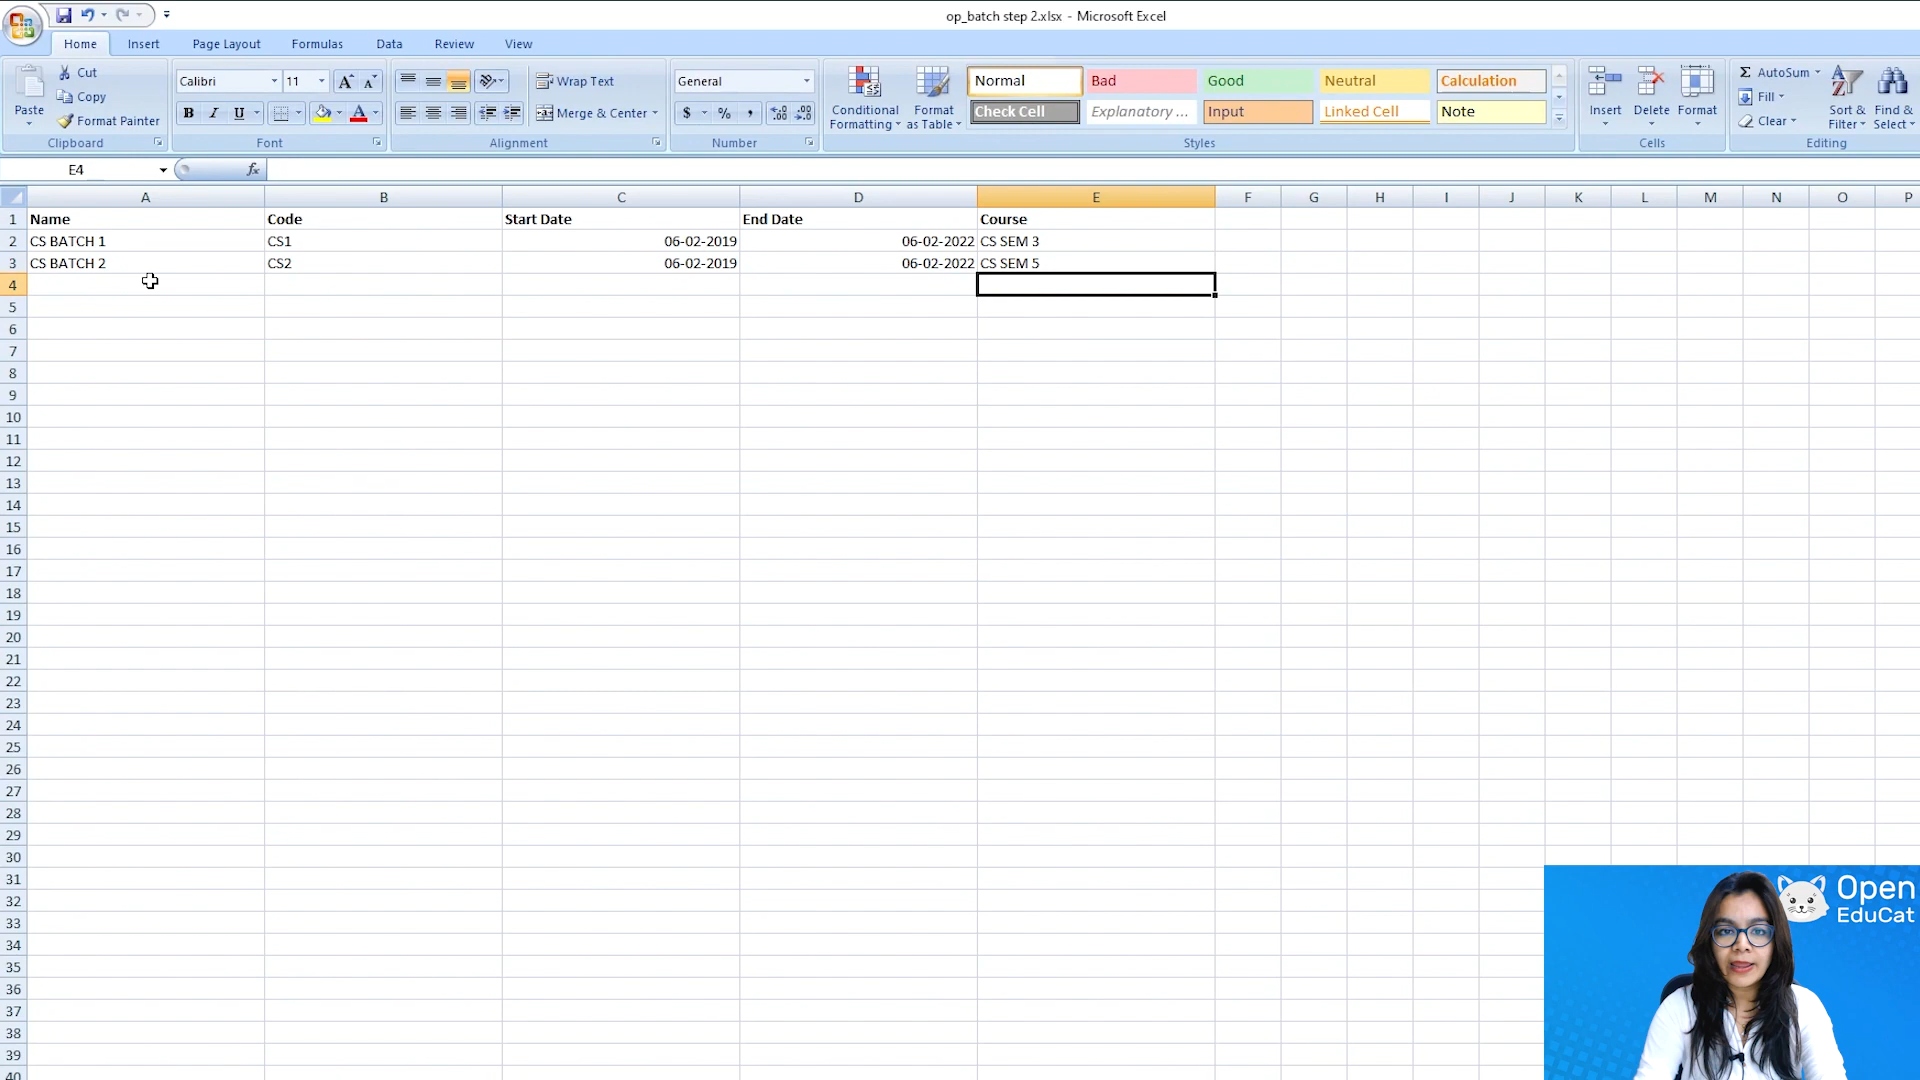 op_batch step 2.xlsx - Microsoft Excel
Home Insert Page Layout Formulas Data Review View
Paste Cut Copy Format Painter Clipboard
Calibri 11 A A B I U A Font
Wrap Text Merge & Center Alignment
General $ % , Number
Conditional Formatting Format as Table
Normal Bad Good Neutral Calculation
Check Cell Explanatory ... Input Linked Cell Note
Styles
Insert Delete Format Cells
Σ AutoSum Fill Clear Sort & Filter Find & Select Editing
E4 fx
A B C D E F G H I J K L M N O P
1 Name Code Start Date End Date Course
2 CS BATCH 1 CS1 06-02-2019 06-02-2022 CS SEM 3
3 CS BATCH 2 CS2 06-02-2019 06-02-2022 CS SEM 5
4
5
6
7
8
9
10
11
12
13
14
15
16
17
18
19
20
21
22
23
24
25
26
27
28
29
30
31
32
33
34
35
36
37
38
39
40
Open
EduCat